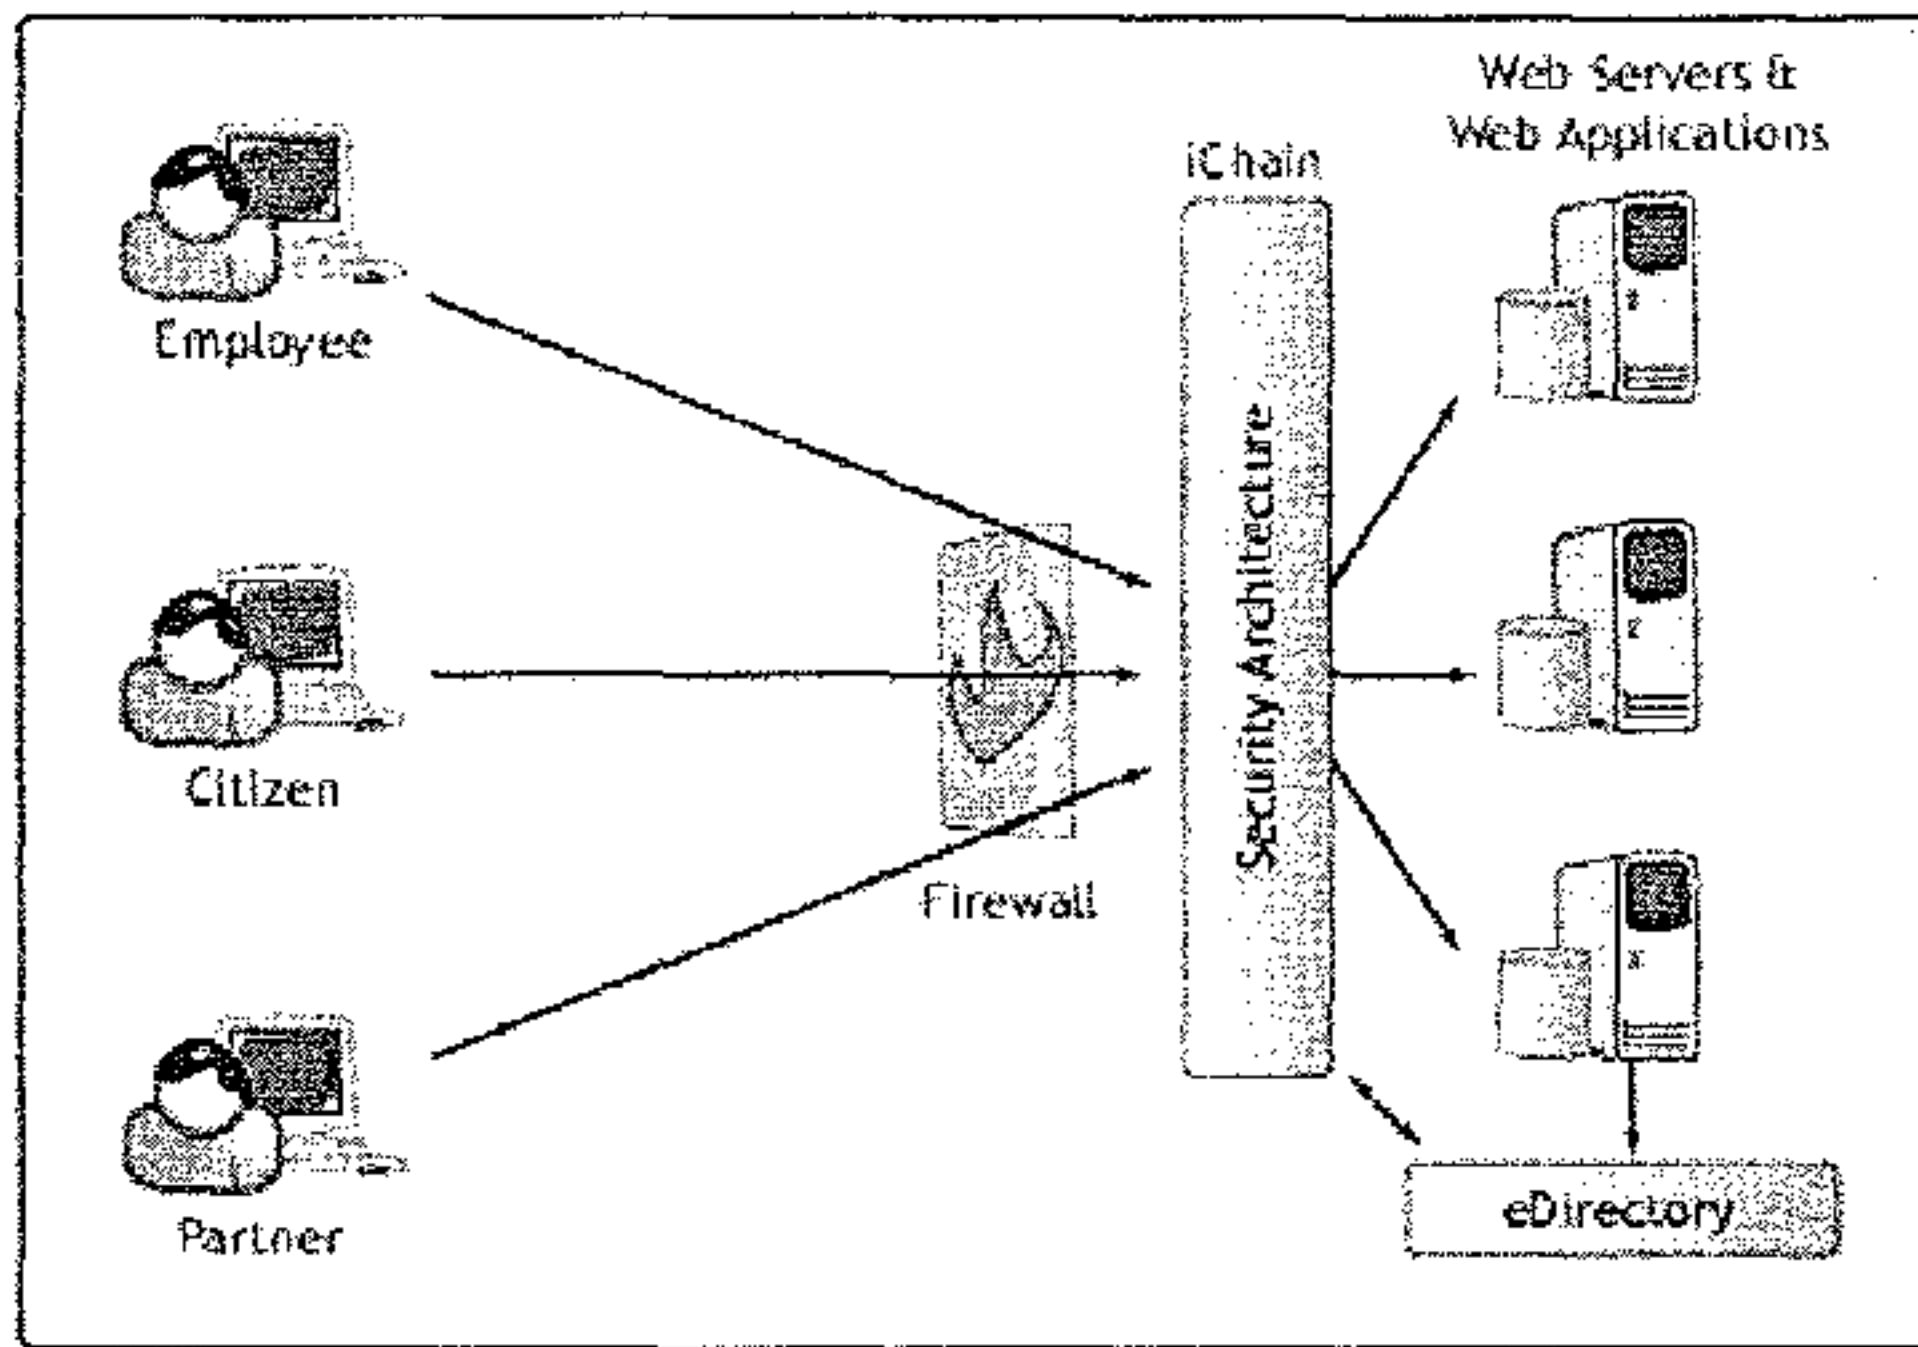 Web Servers &
Web Applications
iChain
Employee
Security Architecture
Citizen
Firewall
Partner
eDirectory